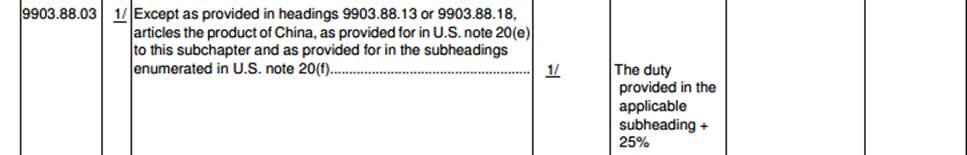 9903.88.03 1/ Except as provided in headings 9903.88.13 or 9903.88.18,
articles the product of China, as provided for in U.S. note 20(e)
to this subchapter and as provided for in the subheadings
enumerated in U.S. note 20(f)................................................. 1/ The duty
provided in the
applicable
subheading +
25%